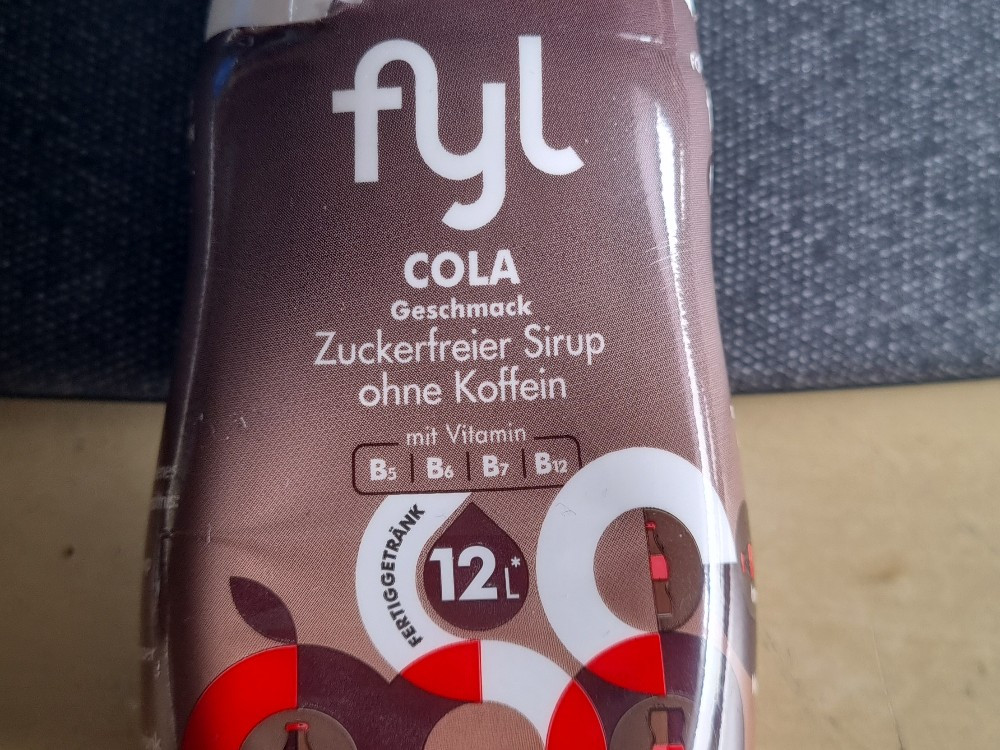 fyl
COLA
Geschmack
Zuckerfreier Sirup
ohne Koffein
mit Vitamin
B5 | B6 | B7 | B12
FERTIGGETRÄNK
12L*